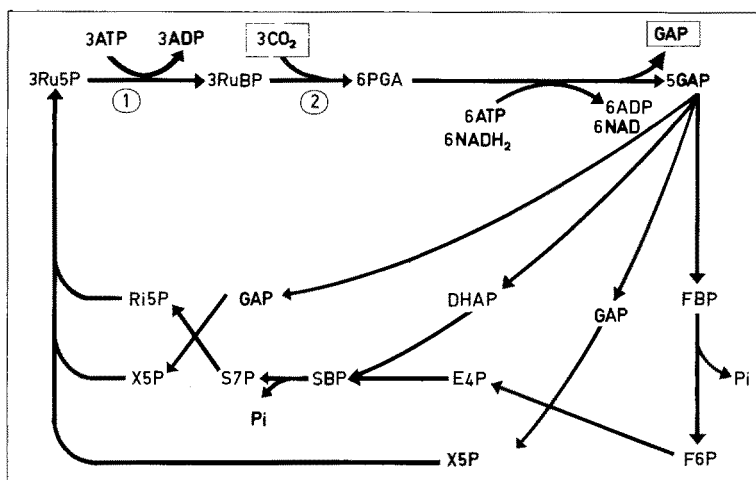 3ATP 3ADP 3CO₂ GAP
3Ru5P 3RuBP 6PGA 5GAP
1 2
6ATP 6ADP
6NADH₂ 6NAD
Ri5P GAP DHAP GAP FBP
X5P S7P SBP E4P Pi
Pi
X5P F6P